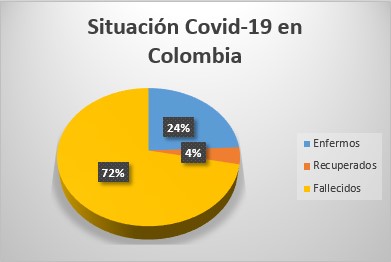 Situación Covid-19 en
Colombia
24%
4%
72%
Enfermos
Recuperados
Fallecidos